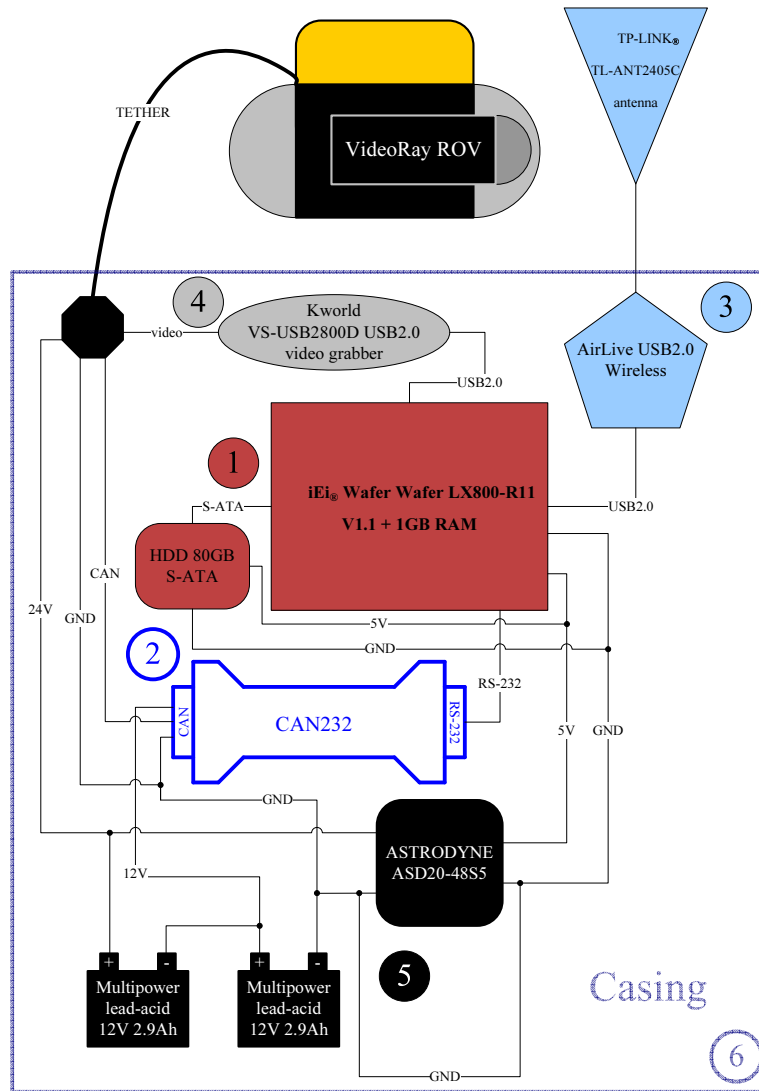 TP-LINK®
TL-ANT2405C
antenna
TETHER
VideoRay ROV
4
Kworld
VS-USB2800D USB2.0
video grabber
video
3
AirLive USB2.0
Wireless
USB2.0
1
iEi® Wafer Wafer LX800-R11
V1.1 + 1GB RAM
S-ATA
USB2.0
HDD 80GB
S-ATA
CAN
24V
GND
5V
GND
2
RS-232
CAN
CAN232
RS-232
5V
GND
GND
ASTRODYNE
ASD20-48S5
12V
+
-
+
-
5
Multipower
lead-acid
12V 2.9Ah
Multipower
lead-acid
12V 2.9Ah
Casing
GND
6